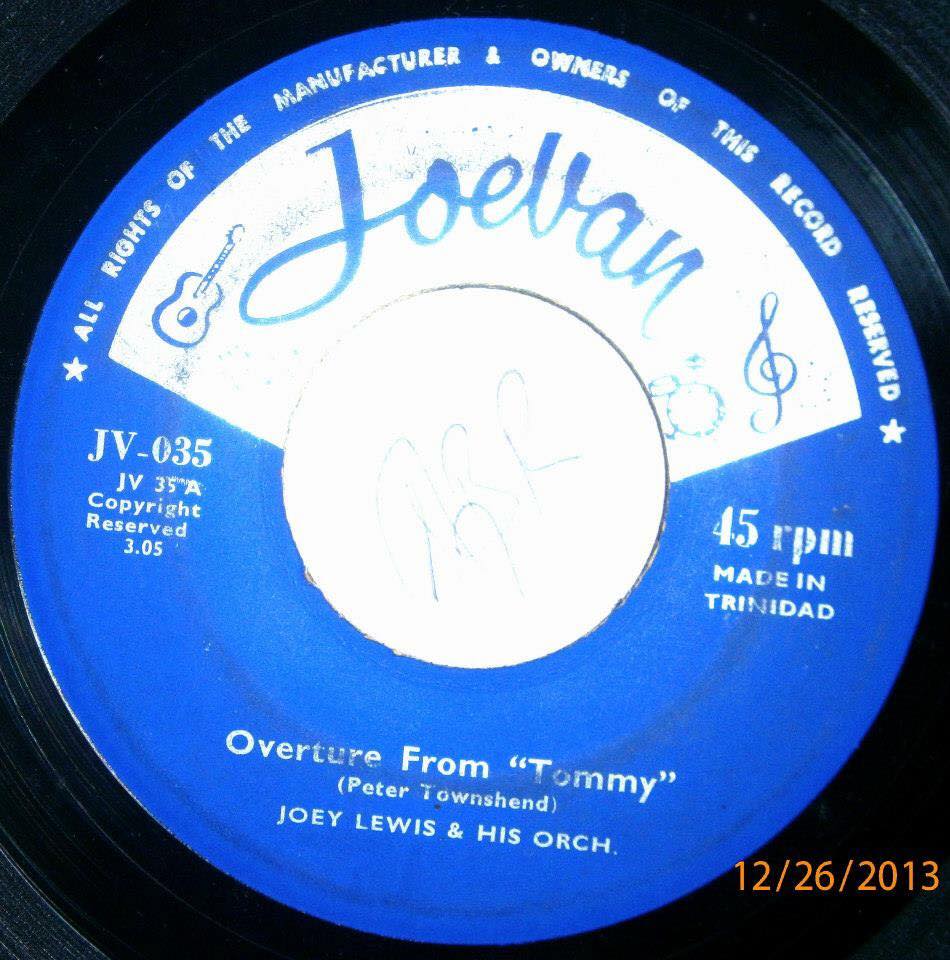 ★ ALL RIGHTS OF THE MANUFACTURER & OWNERS OF THIS RECORD RESERVED ★
Joevan
JV-035
JV 35 A
Copyright
Reserved
3.05
45 rpm
MADE IN
TRINIDAD
Overture From “Tommy”
(Peter Townshend)
JOEY LEWIS & HIS ORCH.
12/26/2013